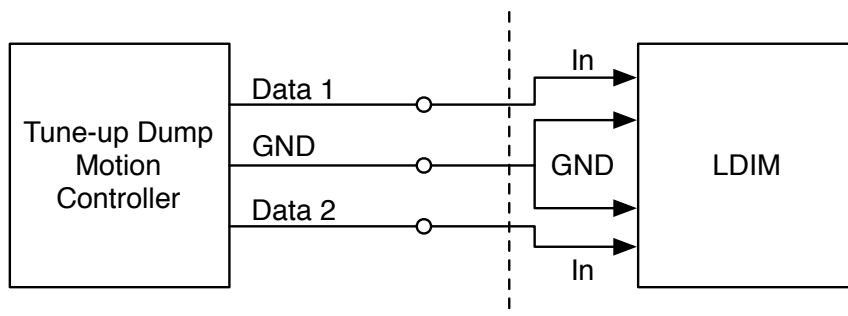 Tune-up Dump
Motion
Controller
Data 1
GND
Data 2
In
GND
In
LDIM